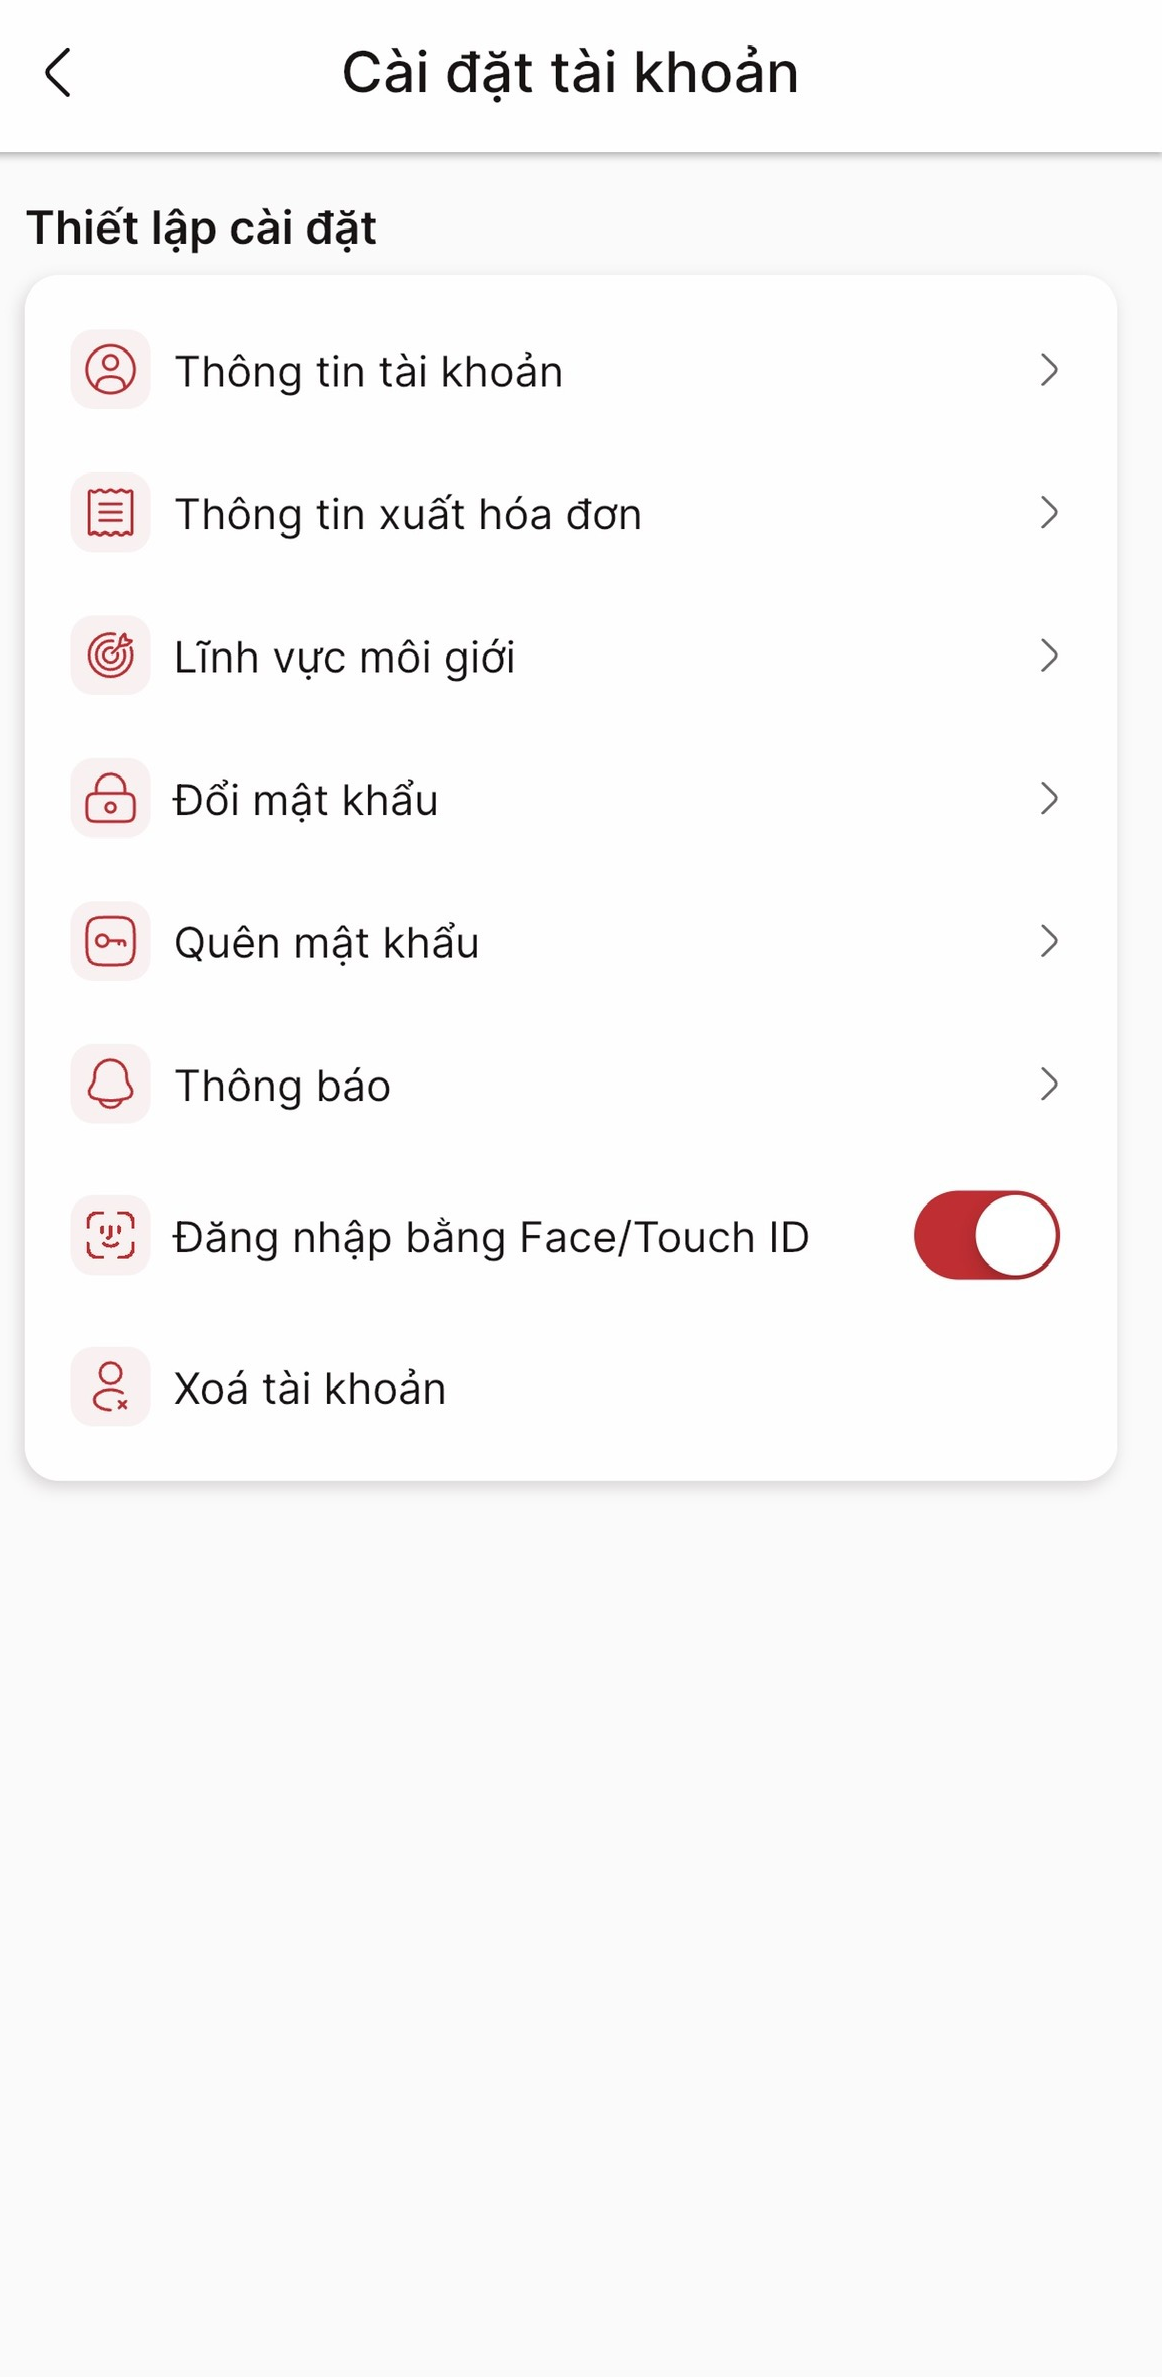 Cài đặt tài khoản
Thiết lập cài đặt
Thông tin tài khoản
Thông tin xuất hóa đơn
Lĩnh vực môi giới
Đổi mật khẩu
Quên mật khẩu
Thông báo
Đăng nhập bằng Face/Touch ID
Xoá tài khoản